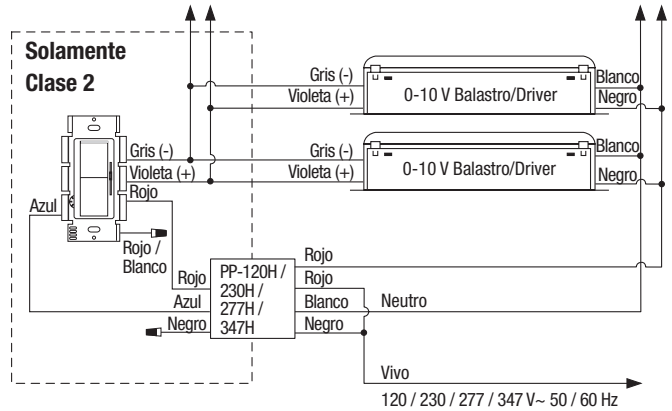 Solamente
Clase 2
Gris (-)
Violeta (+)
0-10 V Balastro/Driver
Blanco
Negro
Gris (-)
Violeta (+)
Gris (-)
Violeta (+)
0-10 V Balastro/Driver
Blanco
Negro
Azul
Rojo
Rojo /
Blanco
Rojo
Azul
Negro
PP-120H /
230H /
277H /
347H
Rojo
Rojo
Blanco
Neutro
Negro
Vivo
120 / 230 / 277 / 347 V~ 50 / 60 Hz